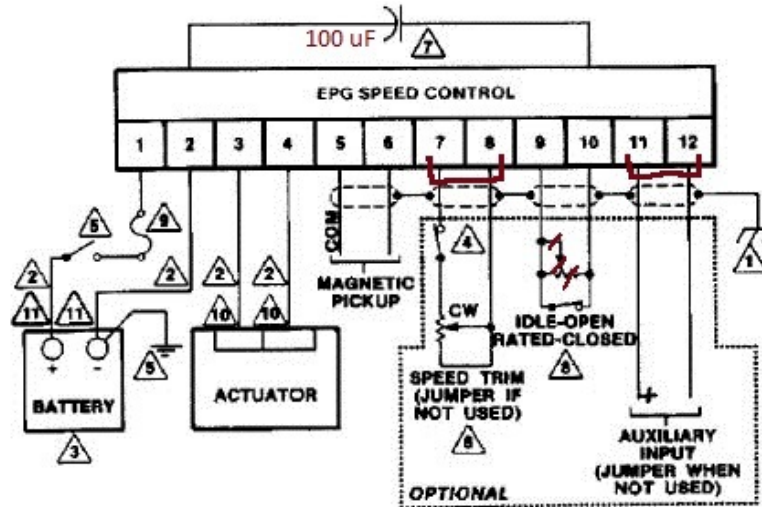 100 uF
7
EPG SPEED CONTROL
1 2 3 4 5 6 7 8 9 10 11 12
5
9
4
1
COM
2 2 2 2
MAGNETIC
PICKUP
11 11
10 10
CW
IDLE-OPEN
RATED-CLOSED
8
+ -
5
BATTERY
3
ACTUATOR
SPEED TRIM
(JUMPER IF
NOT USED)
6
+
AUXILIARY
INPUT
(JUMPER WHEN
NOT USED)
OPTIONAL